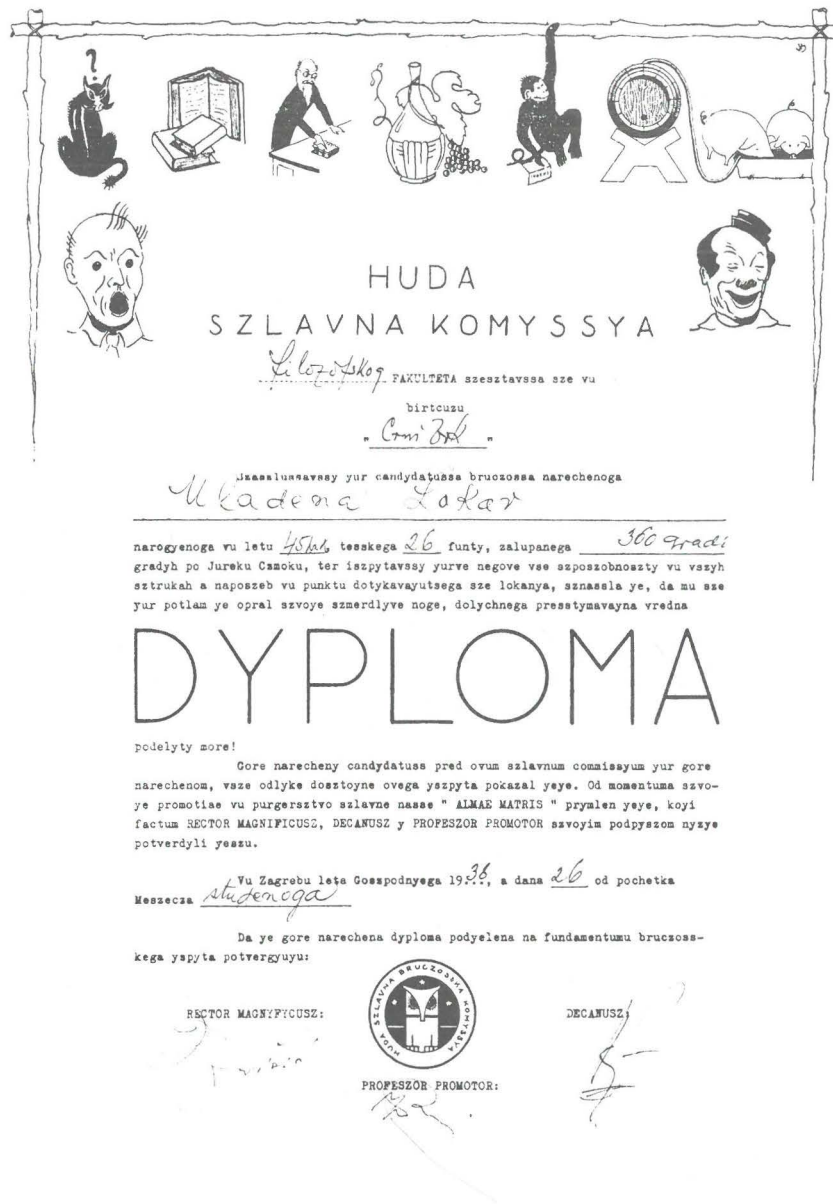 ?
HUDA
SZLAVNA KOMYSSYA
Filozofskog FAKULTETA szesztavssa sze vu
birtcuzu
" Crni "
yur candydatussa bruczossa narechenoga
Mladena Lokar
narogyenoga vu letu tesskega 26 funty, zalupanega 360 gradi
gradyh po Jureku Czmoku, ter iszpytavssy yurve negove vse szposzobnoszty vu vszyh
sztrukah a naposzeb vu punktu dotykavayutsega sze lokanya, sznassla ye, da mu sze
yur potlam ye opral szvoye szmerdlyve noge, dolychnega presstymavayna vredna
DYPLOMA
podelyty more!
Gore narecheny candydatuss pred ovum szlavnum commissyum yur gore
narechenom, vsze odlyke dosztoyne ovega yszpyta pokazal yeye. Od momentuma szvo-
ye promotiae vu purgersztvo szlavne nasse " ALMAE MATRIS " prymlen yeye, koyi
factum RECTOR MAGNIFICUSZ, DECANUSZ y PROFESZOR PROMOTOR szvoyim podpyszom nyzye
potverdyli yeszu.
Vu Zagrebu leta Goszpodnyega 1936, a dana 26 od pochetka
Meszecza studenoga
Da ye gore narechena dyploma podyelena na fundamentumu bruczoss-
kega yspyta potvergyuyu:
HUDA SZLAVNA BRUCZOSSKA KOMYSSYA
RECTOR MAGNYFYCUSZ: DECANUSZ:
PROFESZOR PROMOTOR: